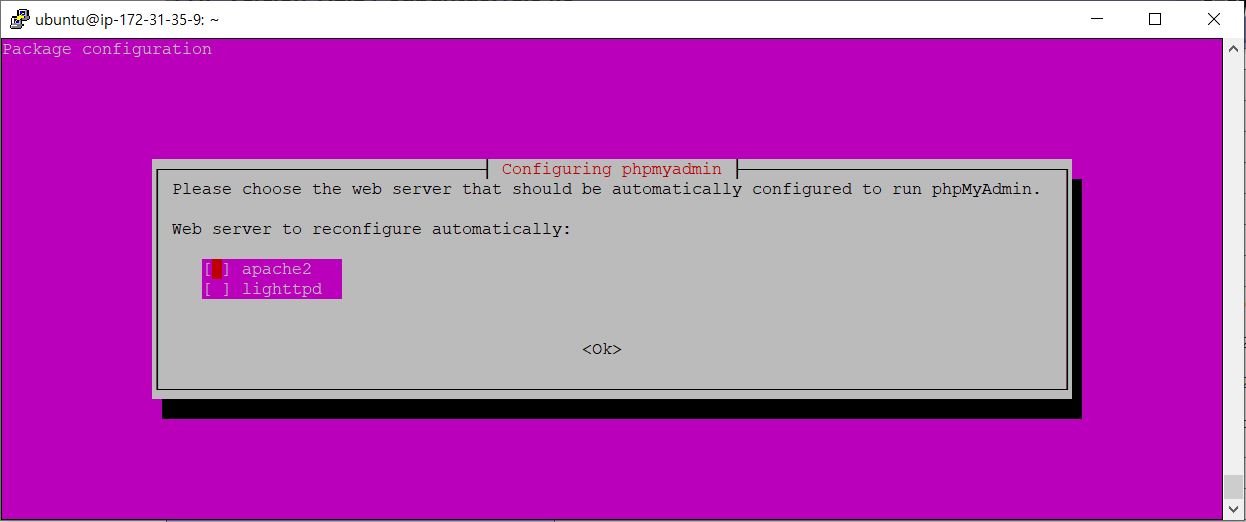 ubuntu@ip-172-31-35-9: ~
Package configuration
Configuring phpmyadmin
Please choose the web server that should be automatically configured to run phpMyAdmin.
Web server to reconfigure automatically:
[ ] apache2
[ ] lighttpd
<Ok>